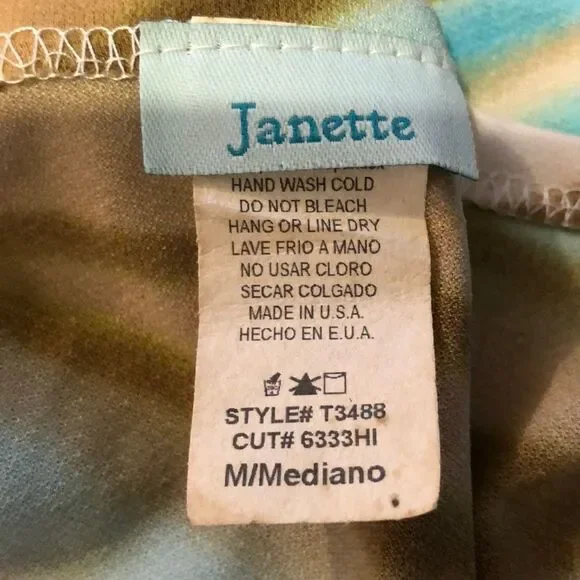 Janette
HAND WASH COLD
DO NOT BLEACH
HANG OR LINE DRY
LAVE FRIO A MANO
NO USAR CLORO
SECAR COLGADO
MADE IN U.S.A.
HECHO EN E.U.A.
STYLE# T3488
CUT# 6333HI
M/Mediano